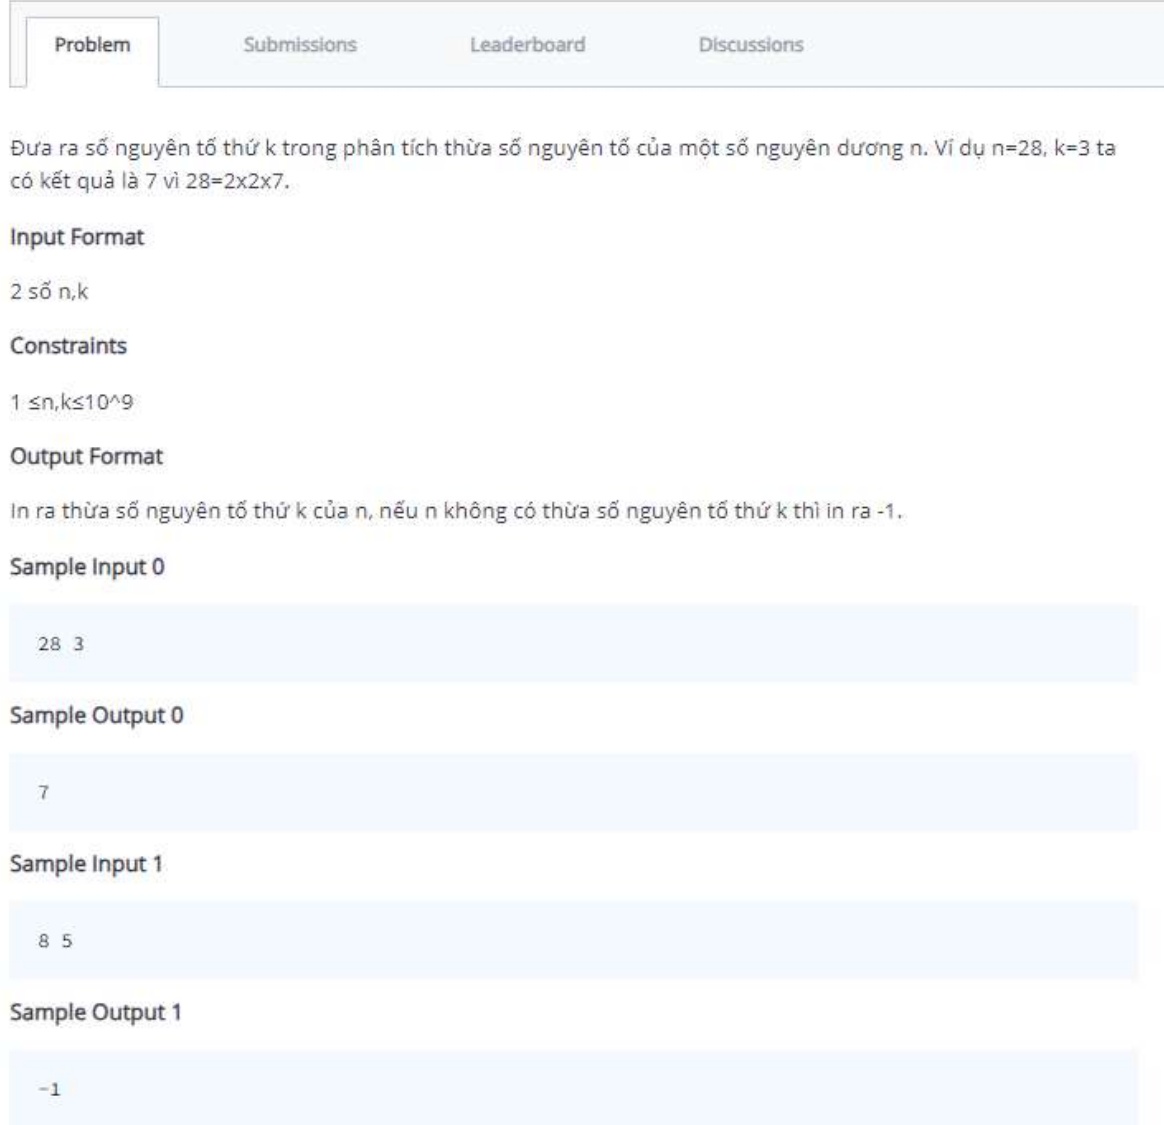 Problem Submissions Leaderboard Discussions
Đưa ra số nguyên tố thứ k trong phân tích thừa số nguyên tố của một số nguyên dương n. Ví dụ n=28, k=3 ta
có kết quả là 7 vì 28=2x2x7.
Input Format
2 số n,k
Constraints
1 ≤n,k≤10^9
Output Format
In ra thừa số nguyên tố thứ k của n, nếu n không có thừa số nguyên tố thứ k thì in ra -1.
Sample Input 0
28 3
Sample Output 0
7
Sample Input 1
8 5
Sample Output 1
-1